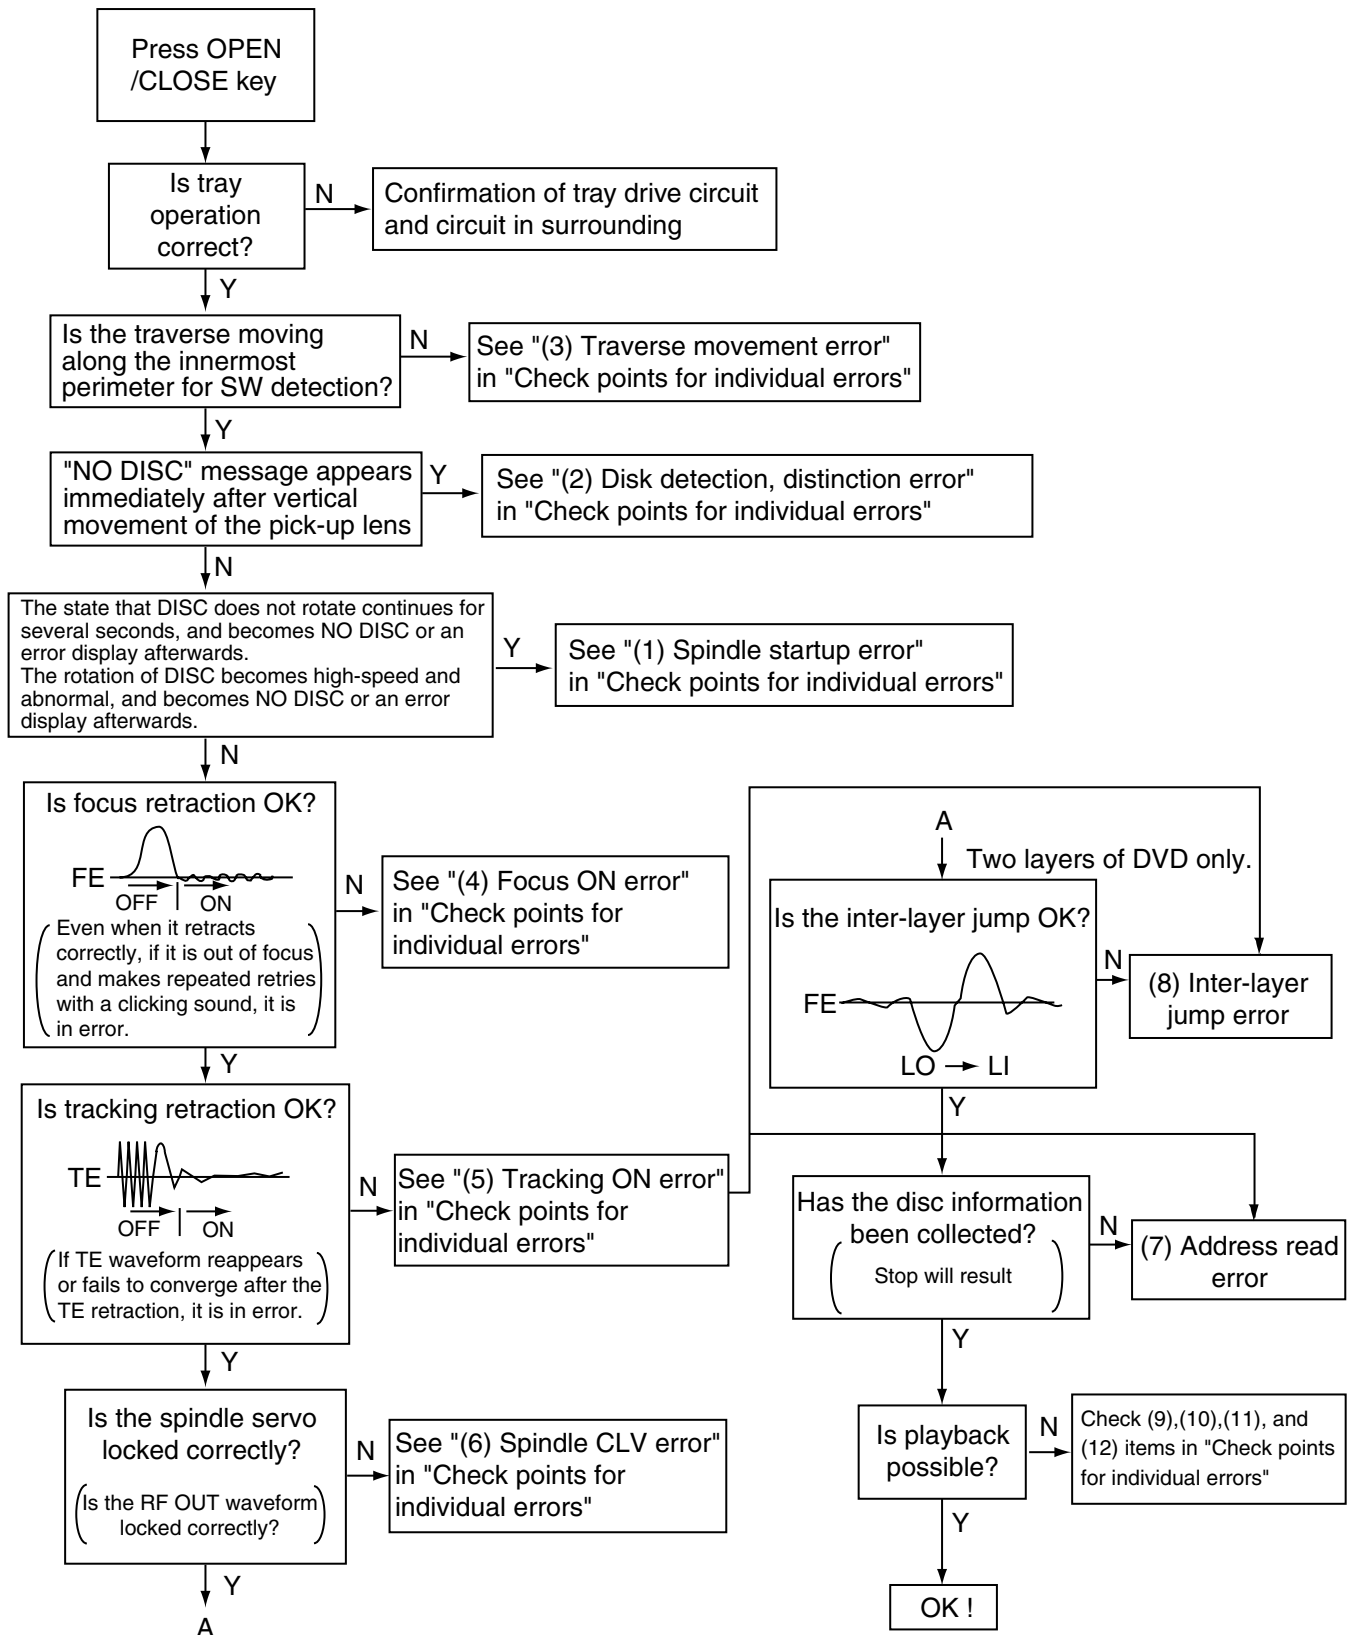 Press OPEN
/CLOSE key
Is tray
operation
correct?
N
Confirmation of tray drive circuit
and circuit in surrounding
Y
Is the traverse moving
along the innermost
perimeter for SW detection?
N
See "(3) Traverse movement error"
in "Check points for individual errors"
Y
"NO DISC" message appears
immediately after vertical
movement of the pick-up lens
Y
See "(2) Disk detection, distinction error"
in "Check points for individual errors"
N
The state that DISC does not rotate continues for
several seconds, and becomes NO DISC or an
error display afterwards.
The rotation of DISC becomes high-speed and
abnormal, and becomes NO DISC or an error
display afterwards.
Y
See "(1) Spindle startup error"
in "Check points for individual errors"
N
Is focus retraction OK?
FE
OFF
ON
Even when it retracts
correctly, if it is out of focus
and makes repeated retries
with a clicking sound, it is
in error.
N
See "(4) Focus ON error"
in "Check points for
individual errors"
Y
Is tracking retraction OK?
TE
OFF
ON
If TE waveform reappears
or fails to converge after the
TE retraction, it is in error.
N
See "(5) Tracking ON error"
in "Check points for
individual errors"
Y
Is the spindle servo
locked correctly?
(Is the RF OUT waveform
locked correctly?)
N
See "(6) Spindle CLV error"
in "Check points for
individual errors"
Y
A
A
Two layers of DVD only.
Is the inter-layer jump OK?
FE
LO → LI
N
(8) Inter-layer
jump error
Y
Has the disc information
been collected?
(Stop will result)
N
(7) Address read
error
Y
Is playback
possible?
N
Check (9),(10),(11), and
(12) items in "Check points
for individual errors"
Y
OK !